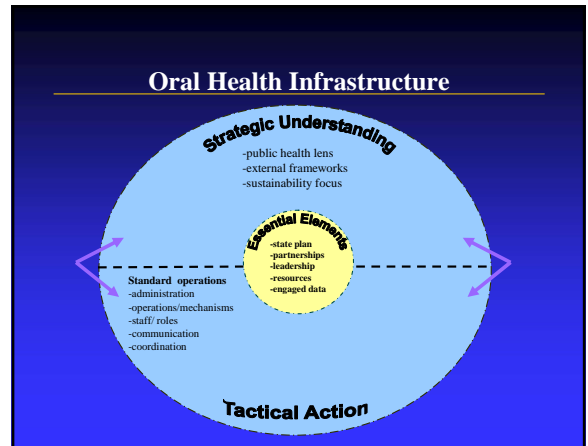 Oral Health Infrastructure
Strategic Understanding
-public health lens
-external frameworks
-sustainability focus
Essential Elements
-state plan
-partnerships
-leadership
-resources
-engaged data
Standard operations
-administration
-operations/mechanisms
-staff/ roles
-communication
-coordination
Tactical Action